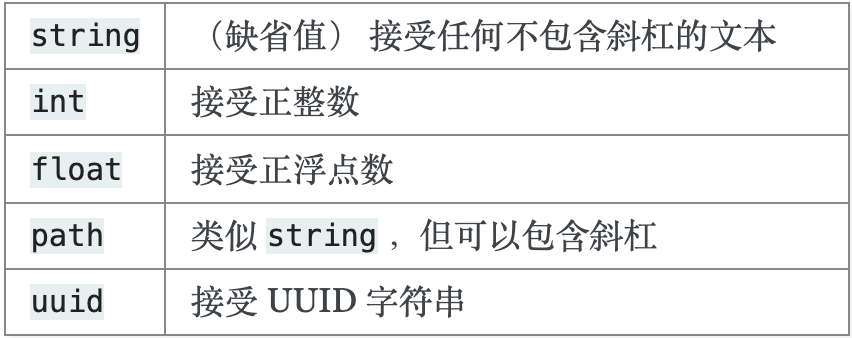 string （缺省值） 接受任何不包含斜杠的文本
int 接受正整数
float 接受正浮点数
path 类似 string ，但可以包含斜杠
uuid 接受 UUID 字符串